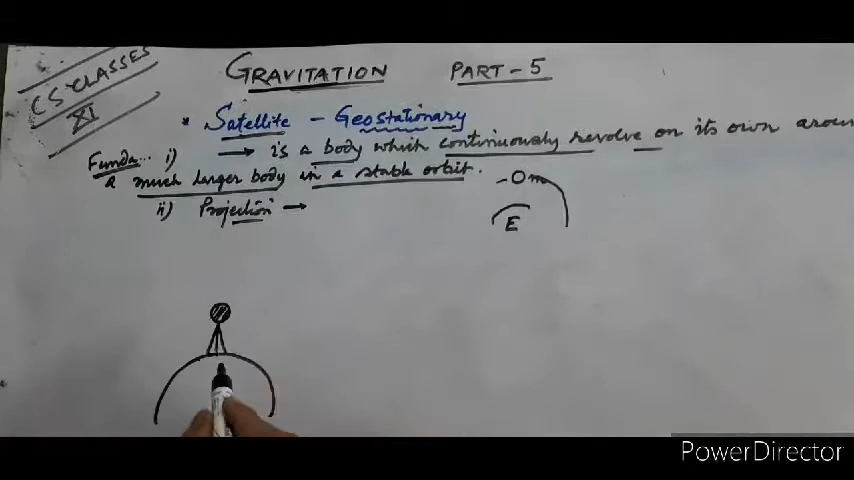 CS CLASSES
XI
GRAVITATION PART-5
* Satellite - Geostationary
Funda... i) → is a body which continuously revolve on its own aroun
a much larger body in a stable orbit.
ii) Projection →
m
E
PowerDirector